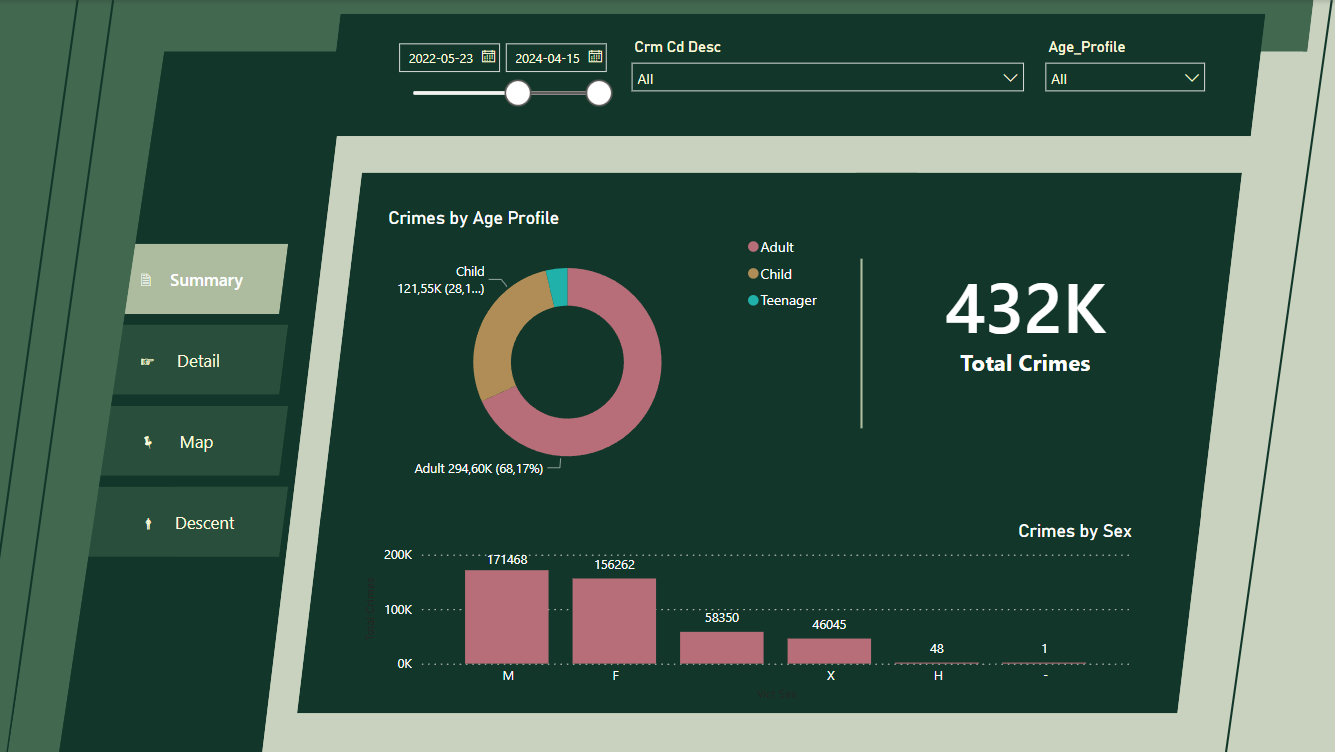 Crm Cd Desc
Age_Profile
2022-05-23
2024-04-15
All
All
Summary
Detail
Map
Descent
Crimes by Age Profile
Adult
Child
Teenager
Child
121,55K (28,1...)
Adult 294,60K (68,17%)
432K
Total Crimes
Crimes by Sex
200K
100K
0K
171468
156262
58350
46045
48
1
M
F
X
H
-
Vict Sex